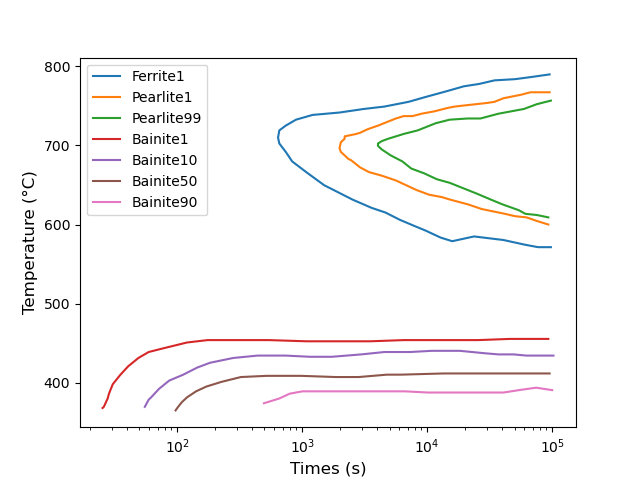 Ferrite1
Pearlite1
Pearlite99
Bainite1
Bainite10
Bainite50
Bainite90
800
700
600
500
400
Temperature (°C)
10²
10³
10⁴
10⁵
Times (s)